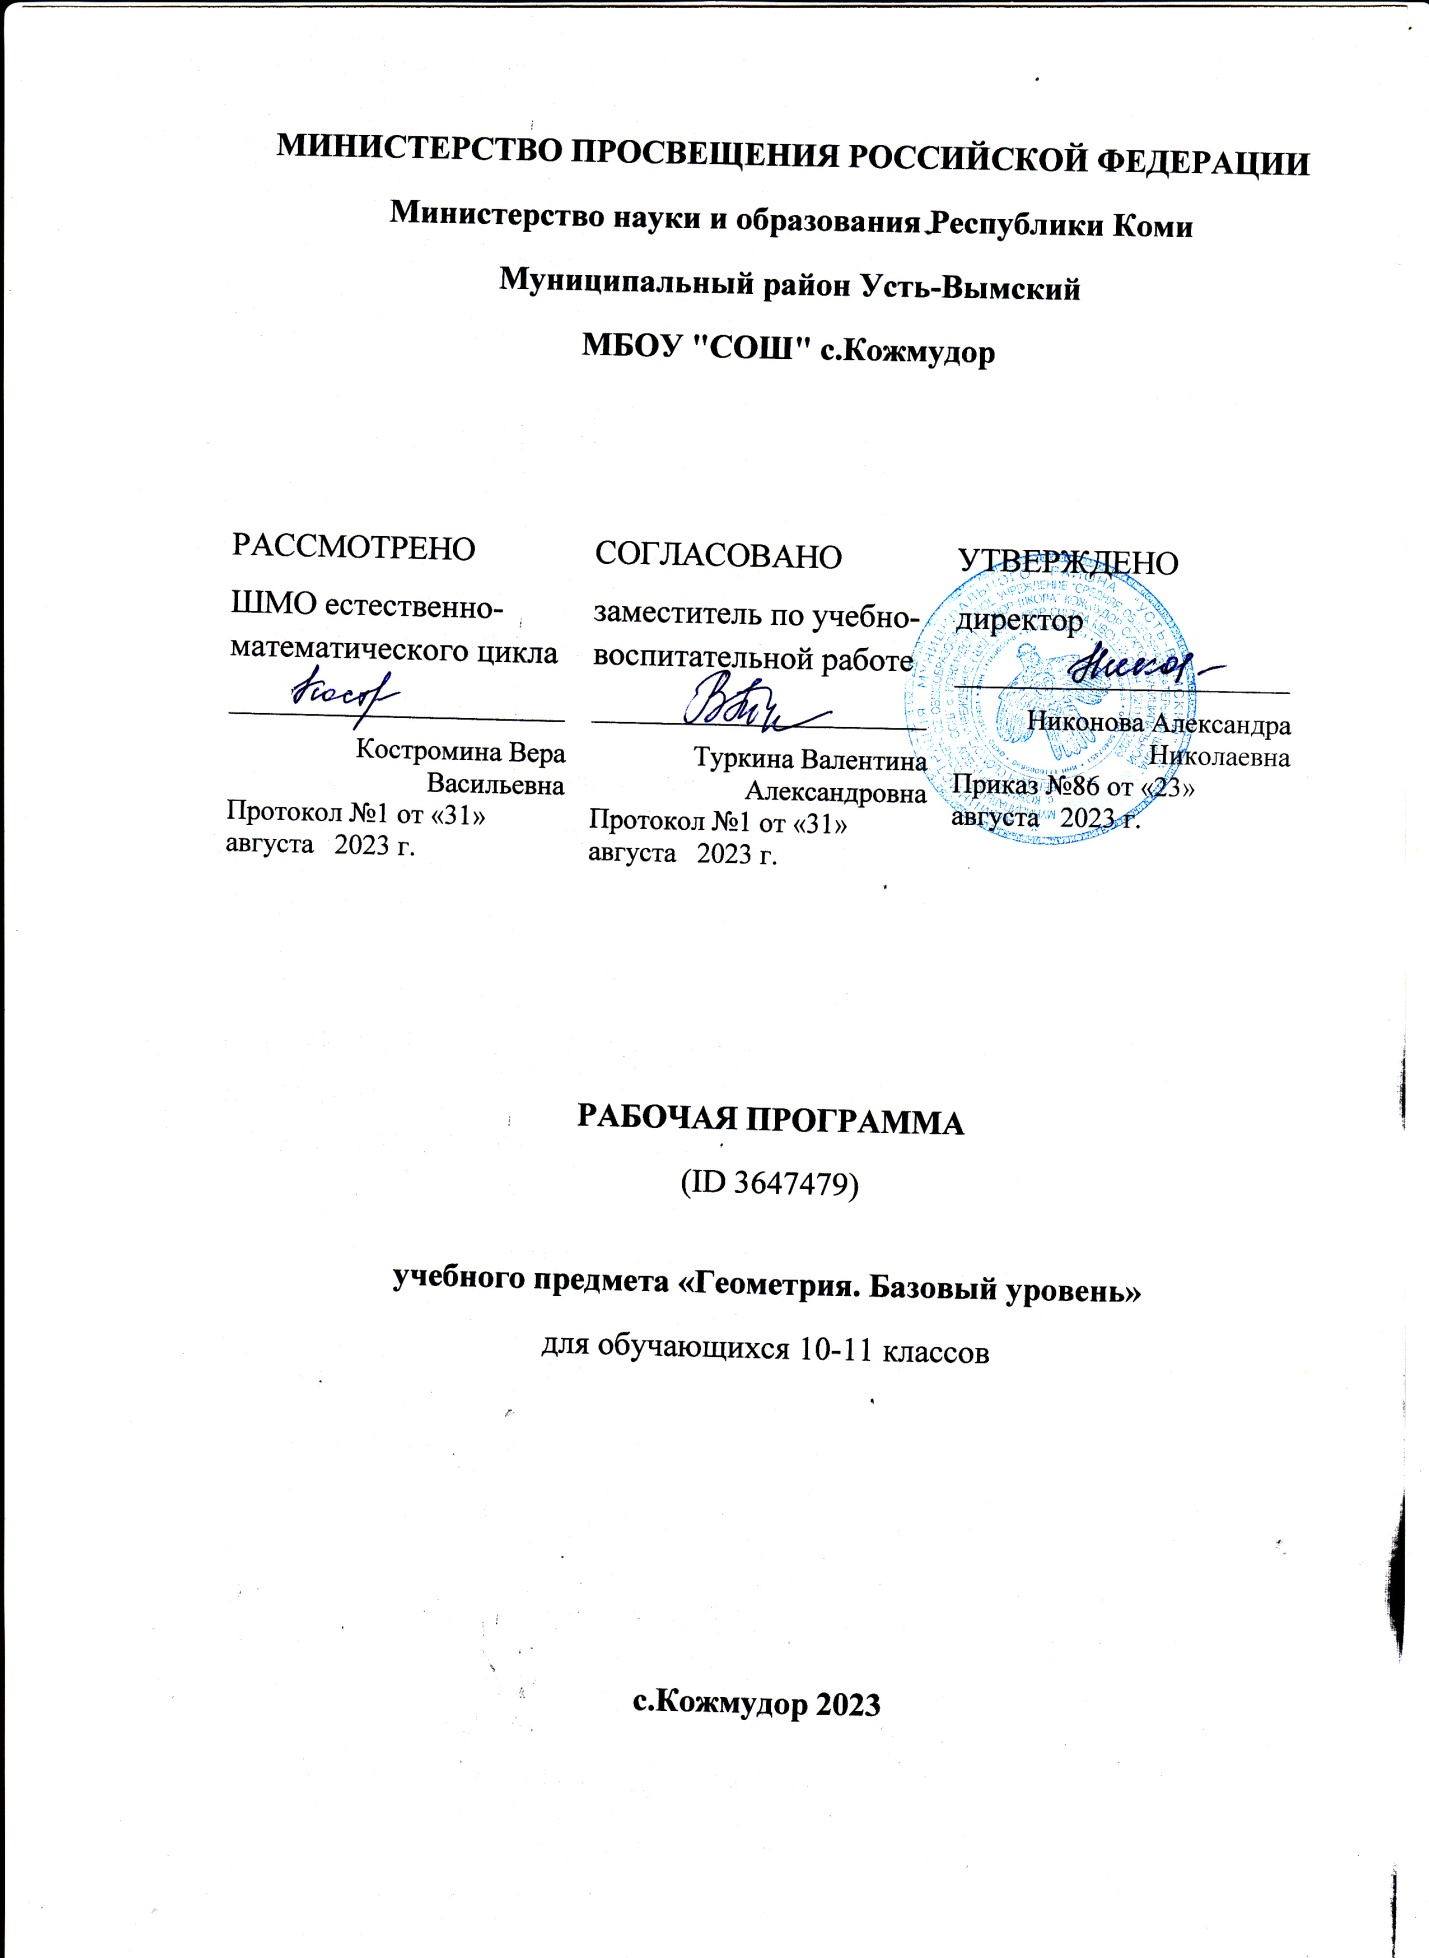 МИНИСТЕРСТВО ПРОСВЕЩЕНИЯ РОССИЙСКОЙ ФЕДЕРАЦИИ
Министерство науки и образования Республики Коми
Муниципальный район Усть-Вымский
МБОУ "СОШ" с.Кожмудор
РАССМОТРЕНО
ШМО естественно-
математического цикла
Костромина Вера
Васильевна
Протокол №1 от «31»
августа 2023 г.
СОГЛАСОВАНО
заместитель по учебно-
воспитательной работе
Туркина Валентина
Александровна
Протокол №1 от «31»
августа 2023 г.
УТВЕРЖДЕНО
директор
Никонова Александра
Николаевна
Приказ №86 от «23»
августа 2023 г.
РАБОЧАЯ ПРОГРАММА
(ID 3647479)
учебного предмета «Геометрия. Базовый уровень»
для обучающихся 10-11 классов
с.Кожмудор 2023